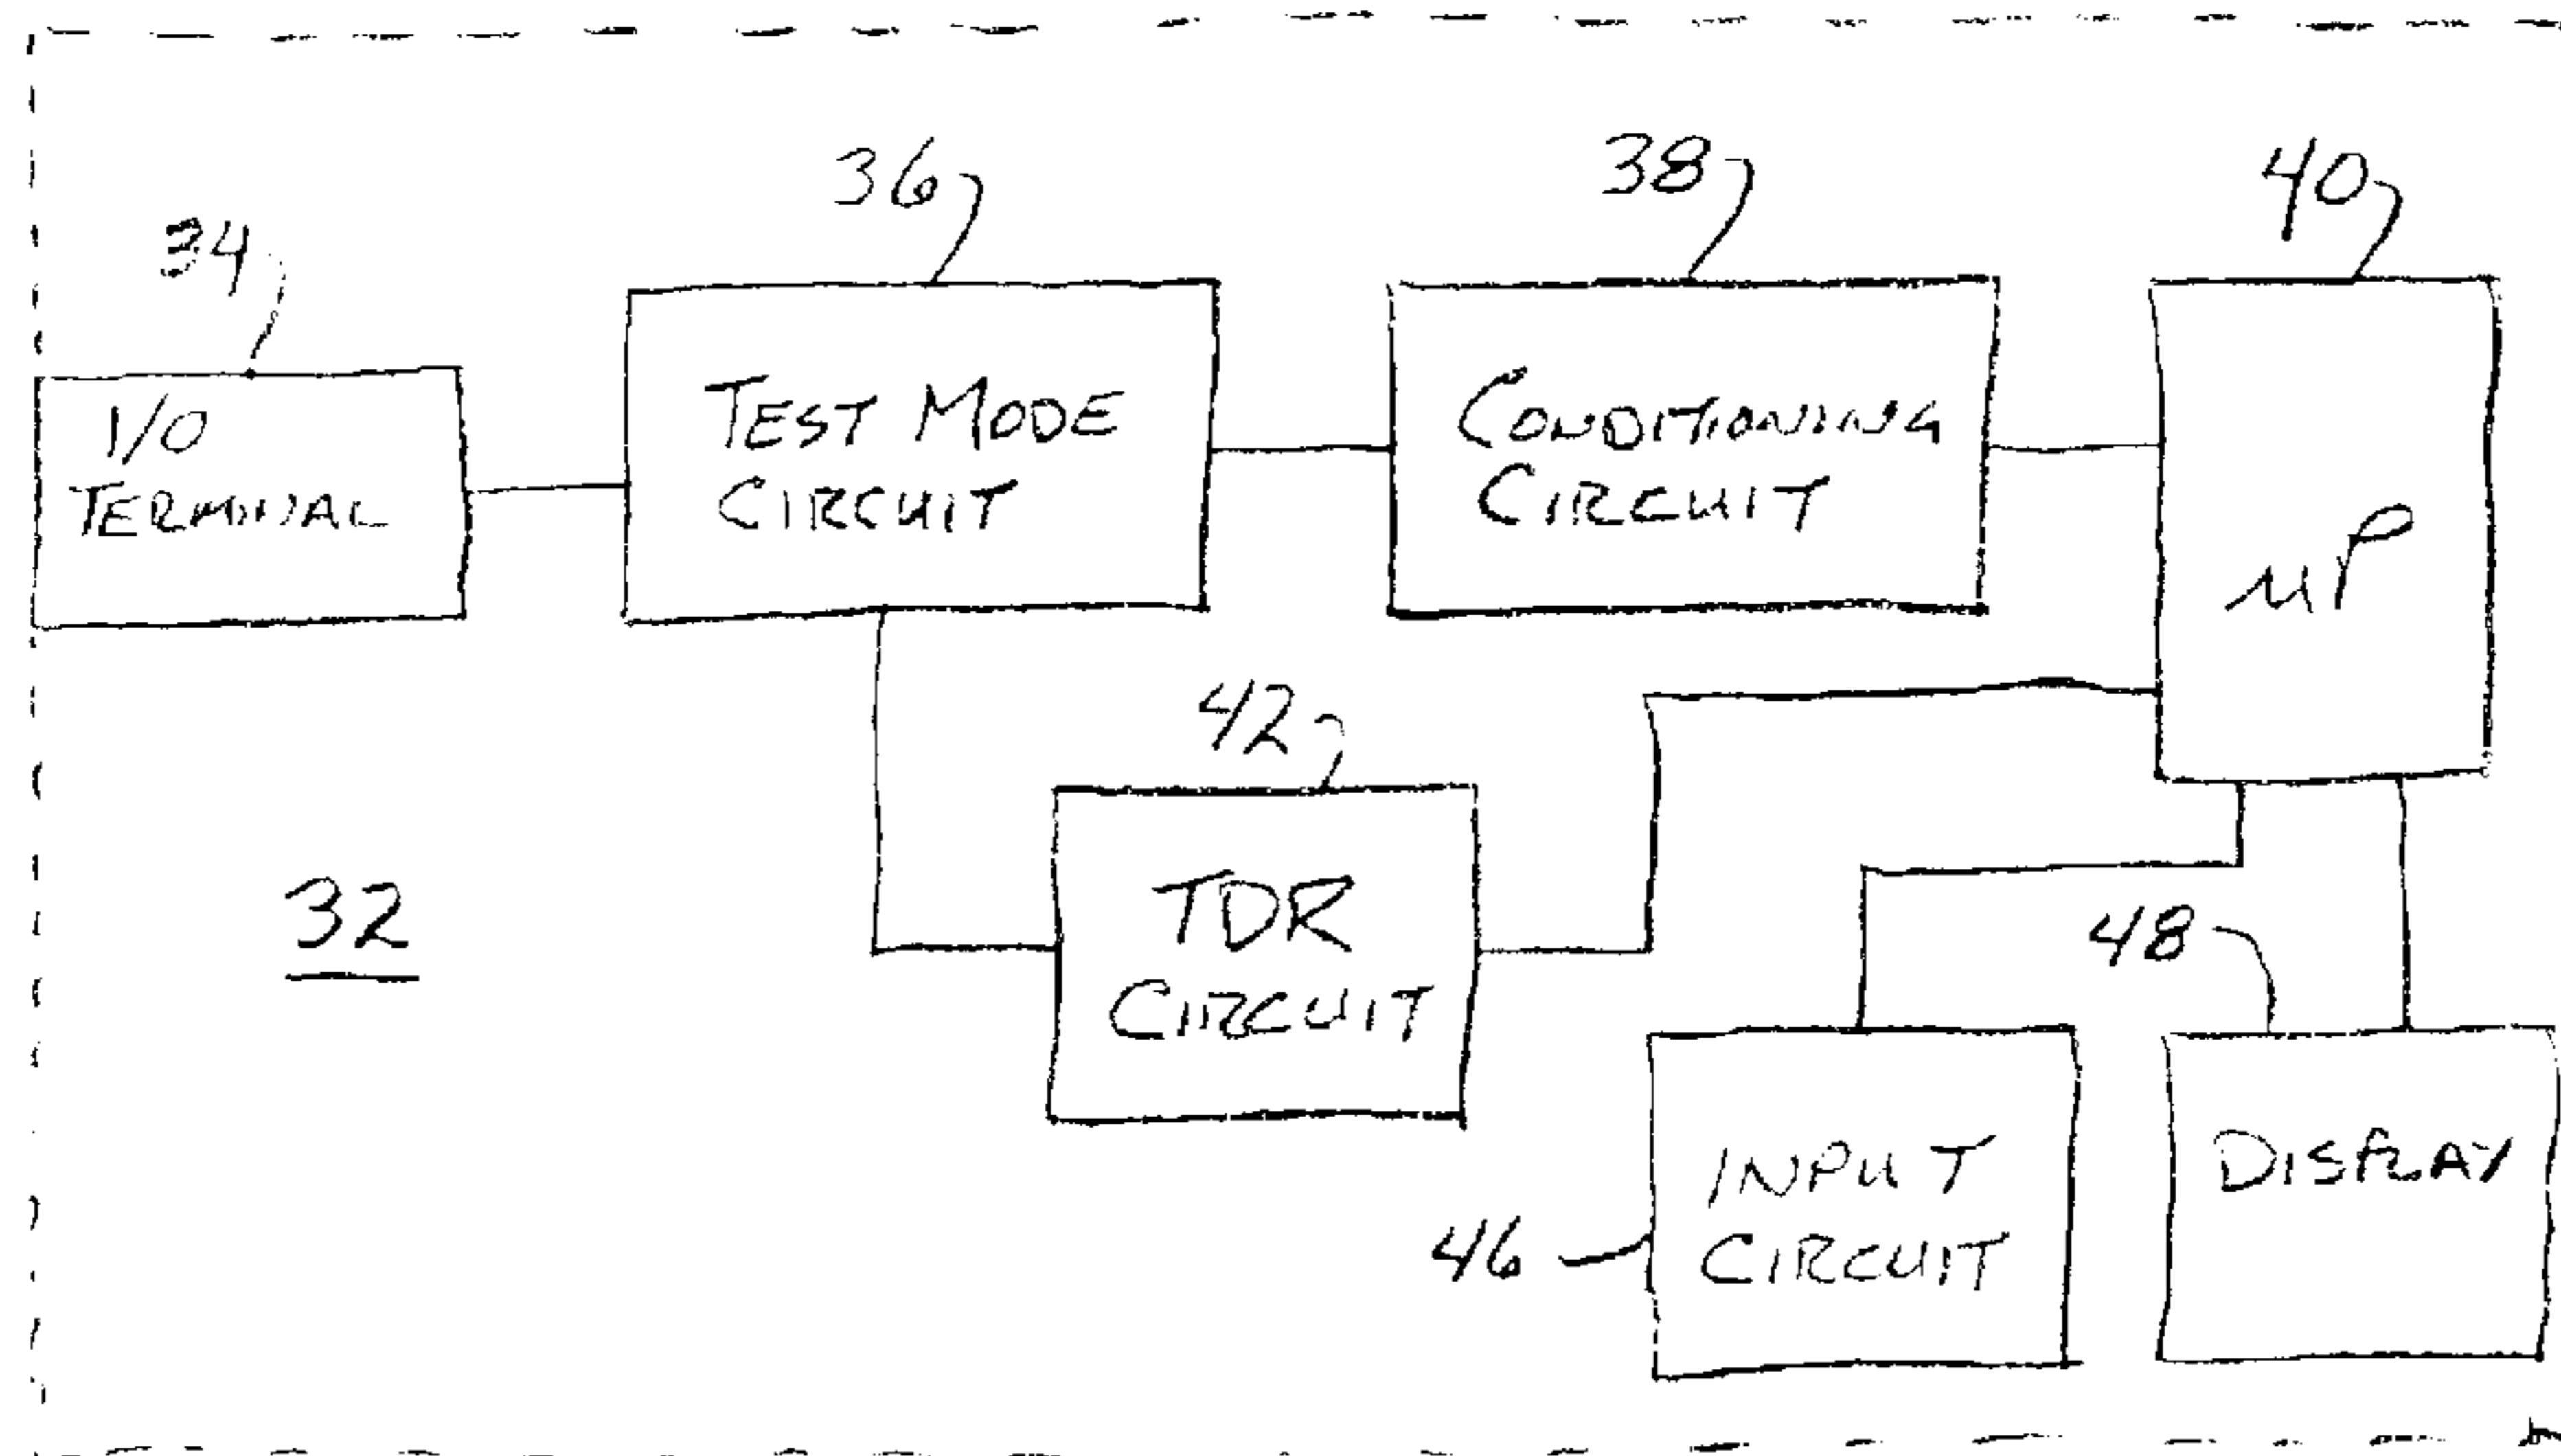 36
38
40
34
I/O
TERMINAL
TEST MODE
CIRCUIT
CONDITIONING
CIRCUIT
μP
42
32
TDR
CIRCUIT
48
46
INPUT
CIRCUIT
DISPLAY